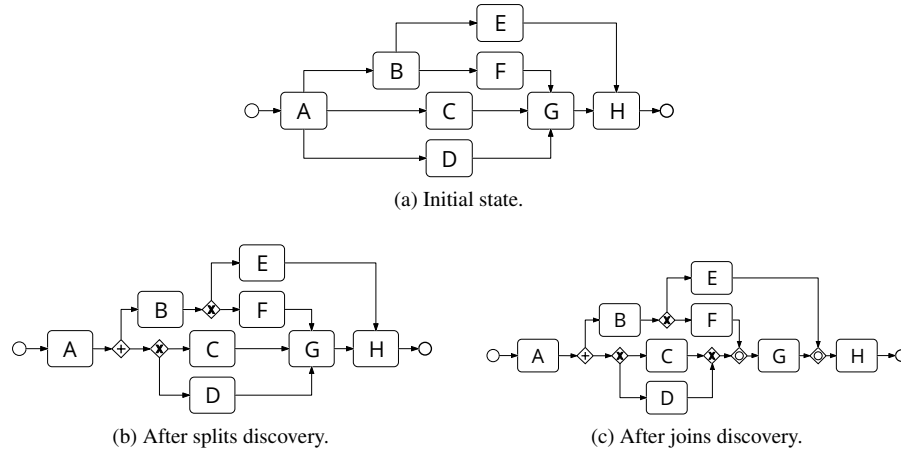 E
B F
A C G H
D
(a) Initial state.
E
B F
A C G H
D
(b) After splits discovery.
E
B F
A C G H
D
(c) After joins discovery.